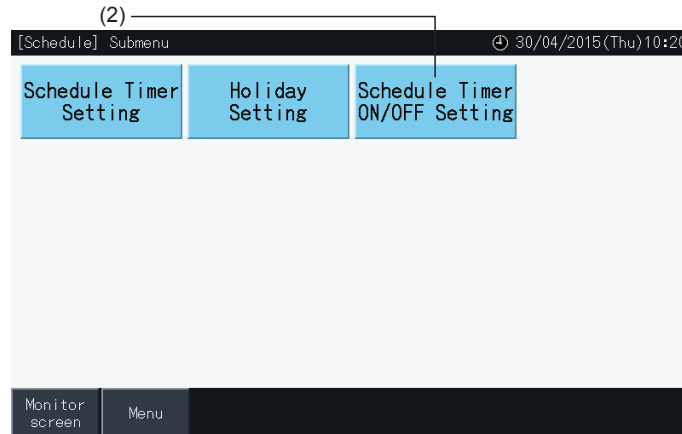 (2)
[Schedule] Submenu 30/04/2015(Thu)10:20
Schedule Timer
Setting
Holiday
Setting
Schedule Timer
ON/OFF Setting
Monitor
screen
Menu